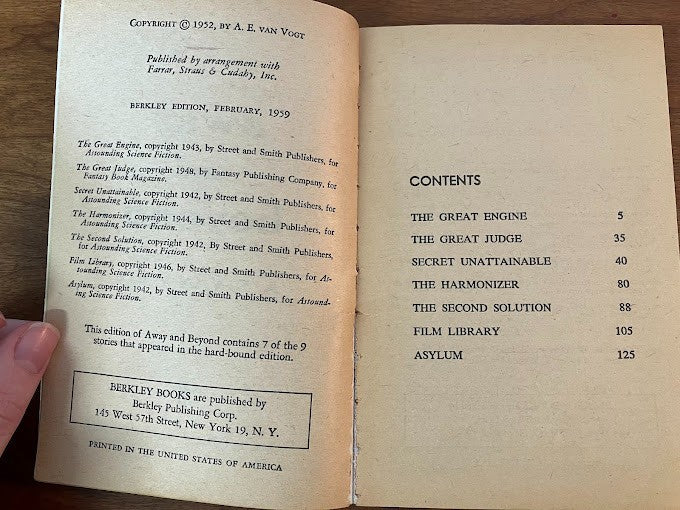 COPYRIGHT © 1952, BY A. E. VAN VOGT
Published by arrangement with
Farrar, Straus & Cudahy, Inc.
BERKLEY EDITION, FEBRUARY, 1959
The Great Engine, copyright 1943, by Street and Smith Publishers, for
Astounding Science Fiction.
The Great Judge, copyright 1948, by Fantasy Publishing Company, for
Fantasy Book Magazine.
Secret Unattainable, copyright 1942, by Street and Smith Publishers, for
Astounding Science Fiction.
The Harmonizer, copyright 1944, by Street and Smith Publishers, for
Astounding Science Fiction.
The Second Solution, copyright 1942, By Street and Smith Publishers,
for Astounding Science Fiction.
Film Library, copyright 1946, by Street and Smith Publishers, for As-
tounding Science Fiction.
Asylum, copyright 1942, by Street and Smith Publishers, for Astound-
ing Science Fiction.
This edition of Away and Beyond contains 7 of the 9
stories that appeared in the hard-bound edition.
BERKLEY BOOKS are published by
Berkley Publishing Corp.
145 West 57th Street, New York 19, N. Y.
PRINTED IN THE UNITED STATES OF AMERICA
CONTENTS
THE GREAT ENGINE 5
THE GREAT JUDGE 35
SECRET UNATTAINABLE 40
THE HARMONIZER 80
THE SECOND SOLUTION 88
FILM LIBRARY 105
ASYLUM 125